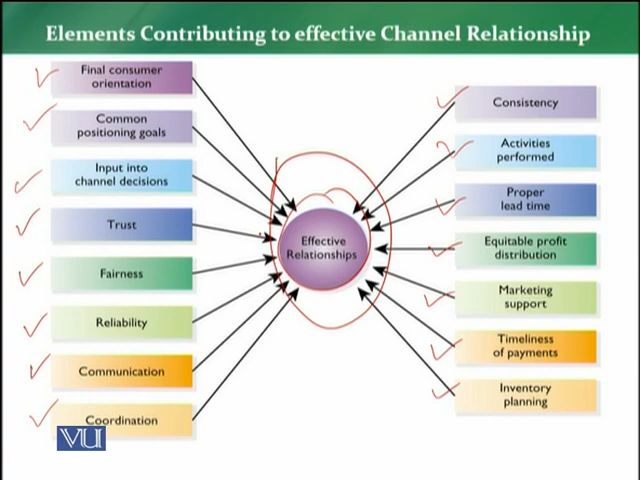 Elements Contributing to effective Channel Relationship
Final consumer
orientation
Common
positioning goals
Input into
channel decisions
Trust
Fairness
Reliability
Communication
Coordination
Effective
Relationships
Consistency
Activities
performed
Proper
lead time
Equitable profit
distribution
Marketing
support
Timeliness
of payments
Inventory
planning
VU